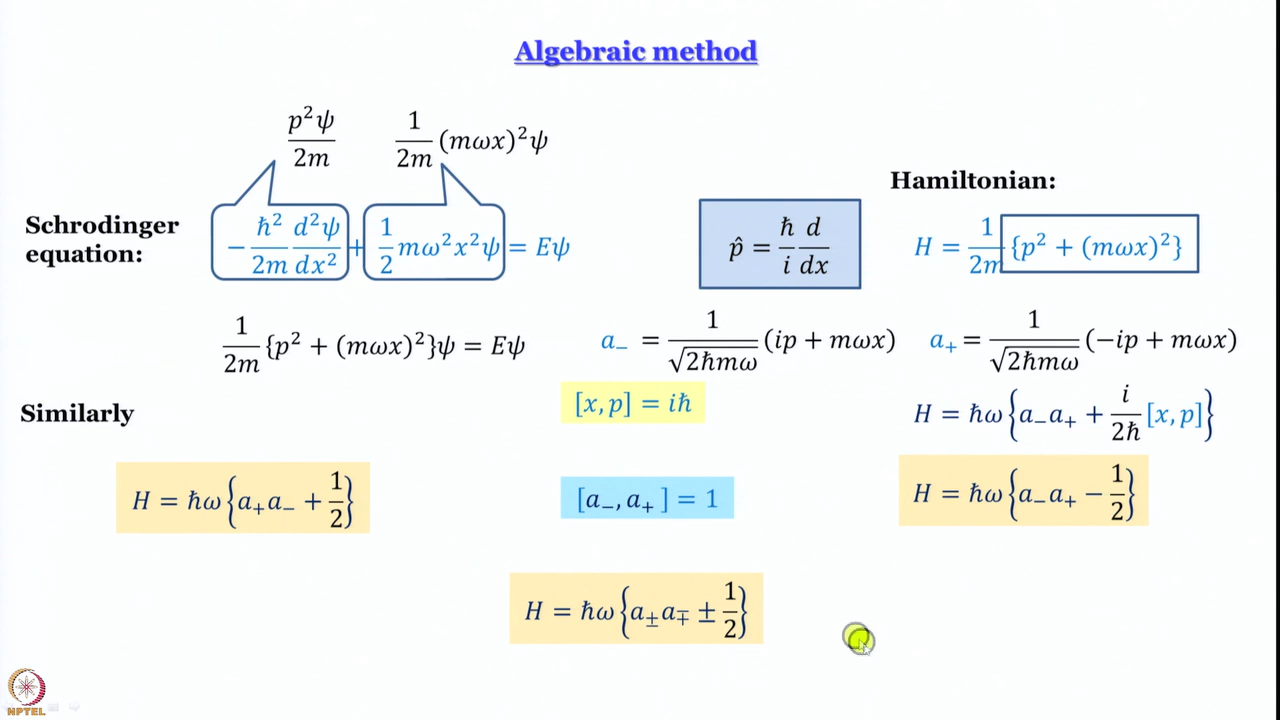 Algebraic method
p²ψ/2m
1/2m (mωx)²ψ
Hamiltonian:
Schrodinger
equation:
−ħ²/2m d²ψ/dx² + 1/2 mω²x²ψ = Eψ
p̂ = ħ/i d/dx
H = 1/2m {p² + (mωx)²}
1/2m {p² + (mωx)²}ψ = Eψ
a₋ = 1/√2ħmω (ip + mωx)
a₊ = 1/√2ħmω (−ip + mωx)
Similarly
[x, p] = iħ
H = ħω{a₋a₊ + i/2ħ [x, p]}
H = ħω{a₊a₋ + 1/2}
[a₋, a₊ ] = 1
H = ħω{a₋a₊ − 1/2}
H = ħω{a±a∓ ± 1/2}
NPTEL